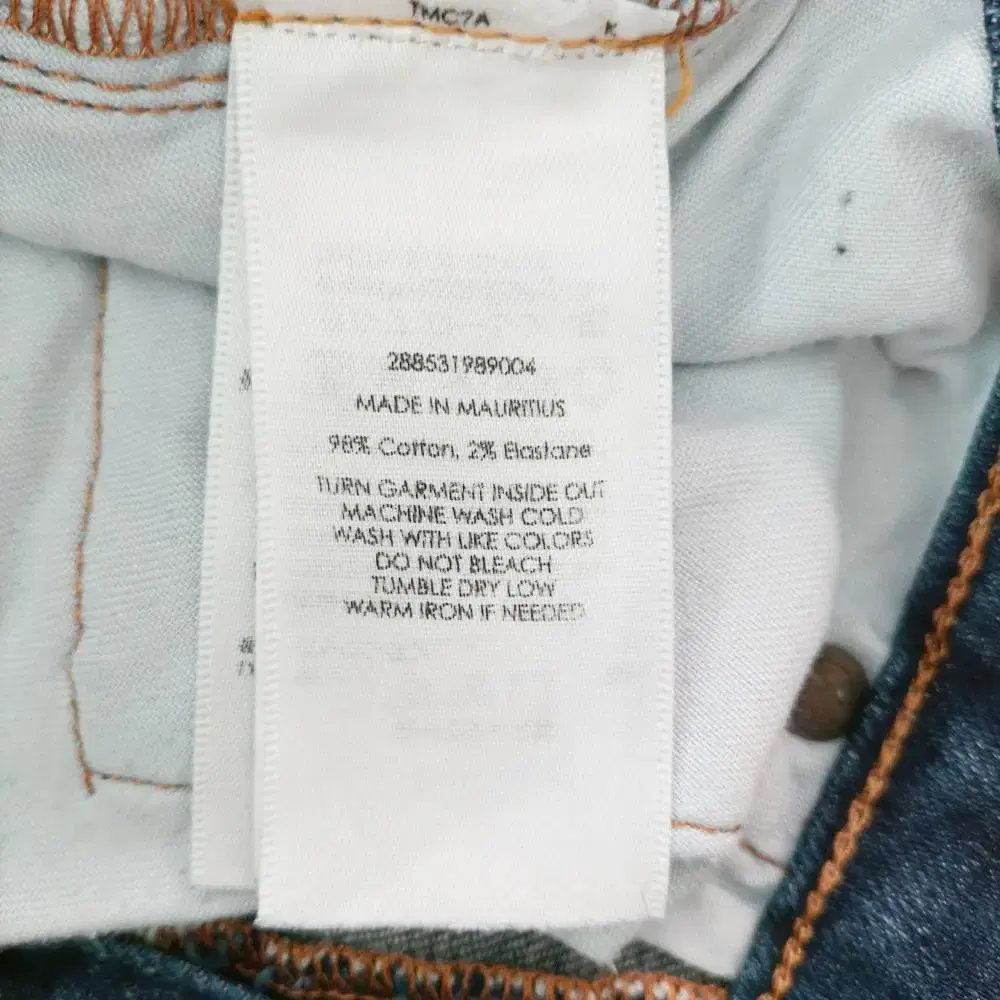 TMC7A
K
288531989004
MADE IN MAURITIUS
98% Cotton, 2% Elastane
TURN GARMENT INSIDE OUT
MACHINE WASH COLD
WASH WITH LIKE COLORS
DO NOT BLEACH
TUMBLE DRY LOW
WARM IRON IF NEEDED